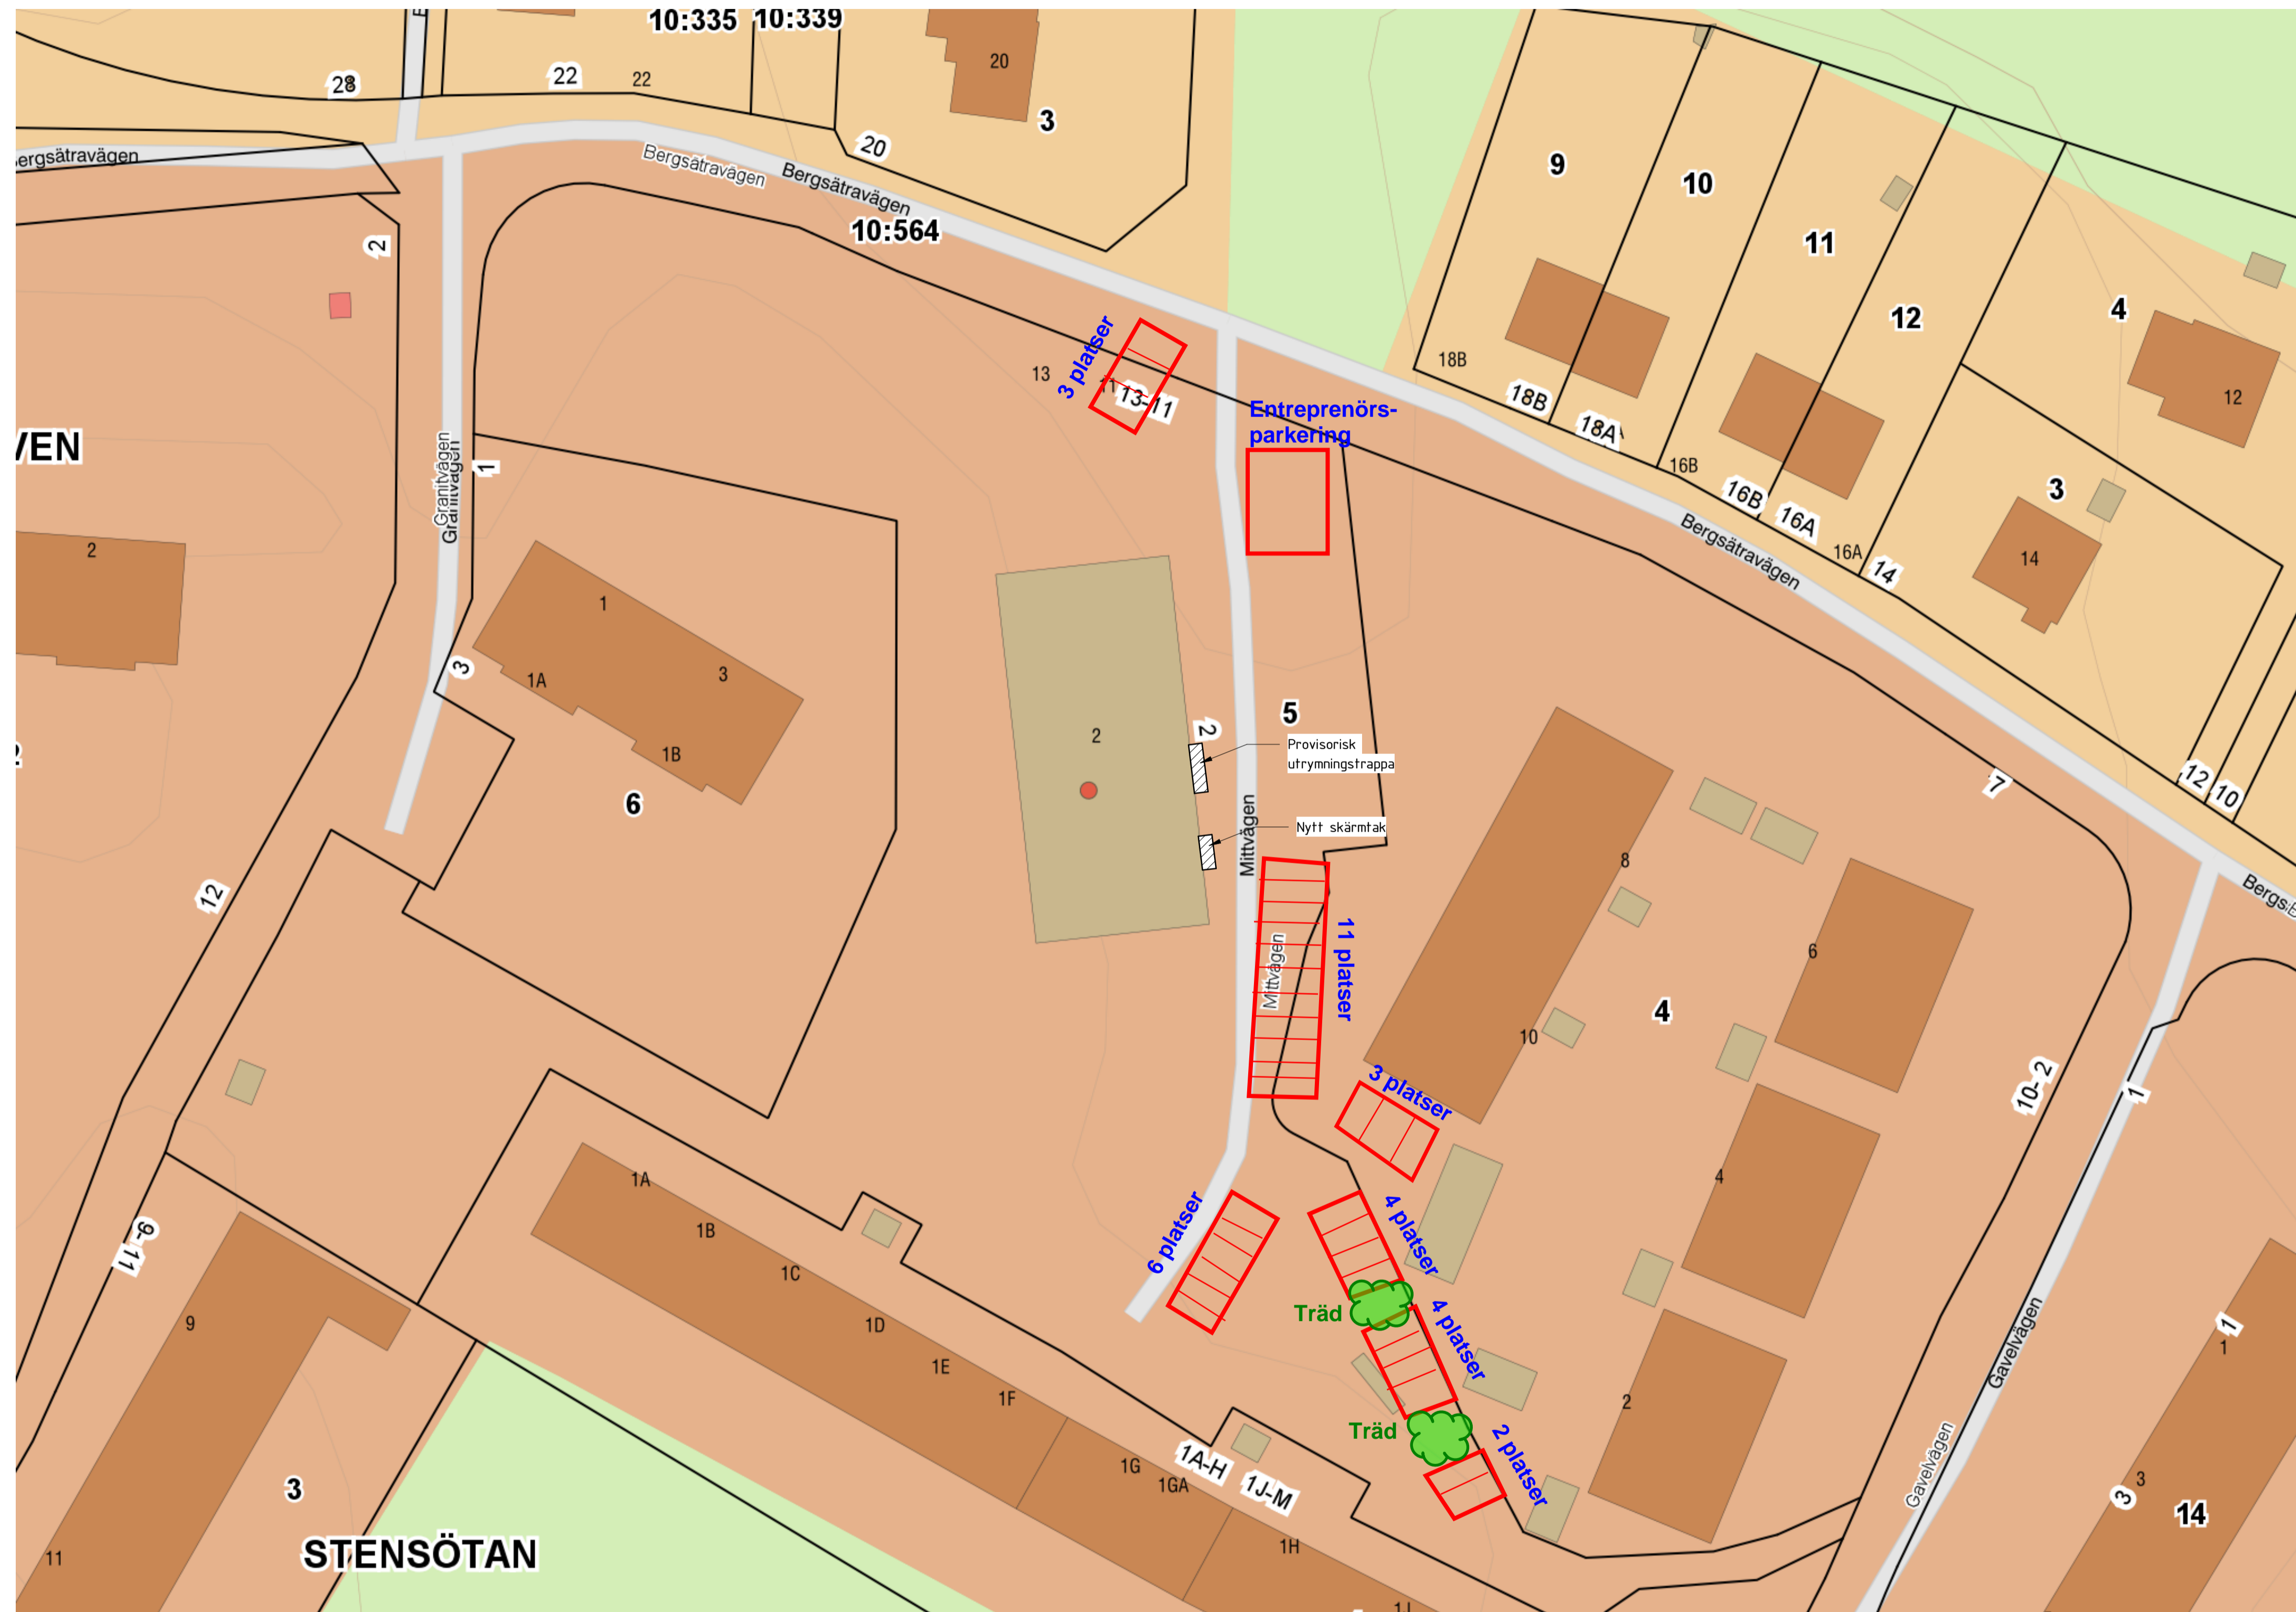 10:335
10:339
28
22
22
20
3
20
Bergsätravägen
Bergsätravägen
Bergsätravägen
10:564
9
10
11
12
4
3
12
14
18B
18B
18A
16B
16B
16A
16A
14
12
10
2
1
Granitvägen
Granitvägen
3 platser
13
11
13-11
Entreprenörs-
parkering
Bergsätravägen
VEN
2
1
3
1A
1B
3
6
12
2
2
5
Provisorisk
utrymningstrappa
Nytt skärmtak
Mittvägen
Mittvägen
11 platser
7
8
10
6
4
4
2
10- 2
1
3 platser
4 platser
6 platser
Träd
4 platser
Träd
2 platser
9-11
9
11
1A
1B
1C
1D
1E
1F
1G
1GA
1H
1A-H
1J-M
Gavelvägen
Gavelvägen
1
1
3
3
14
3
STENSÖTAN